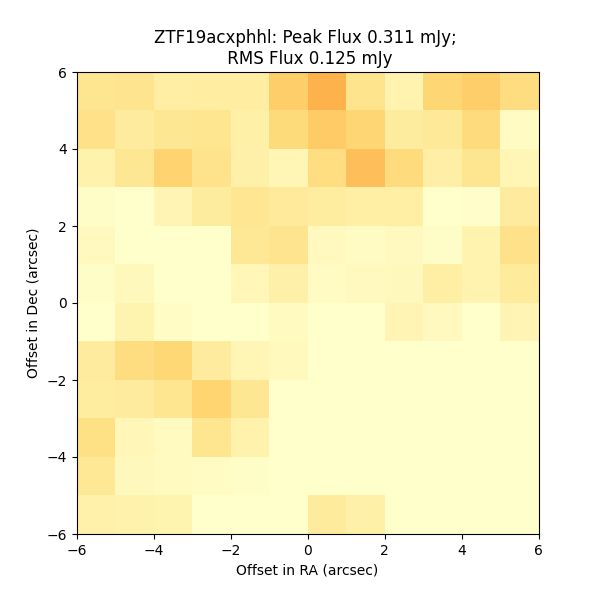 ZTF19acxphhl: Peak Flux 0.311 mJy;
RMS Flux 0.125 mJy
6
4
2
0
−2
−4
−6
Offset in Dec (arcsec)
−6 −4 −2 0 2 4 6
Offset in RA (arcsec)